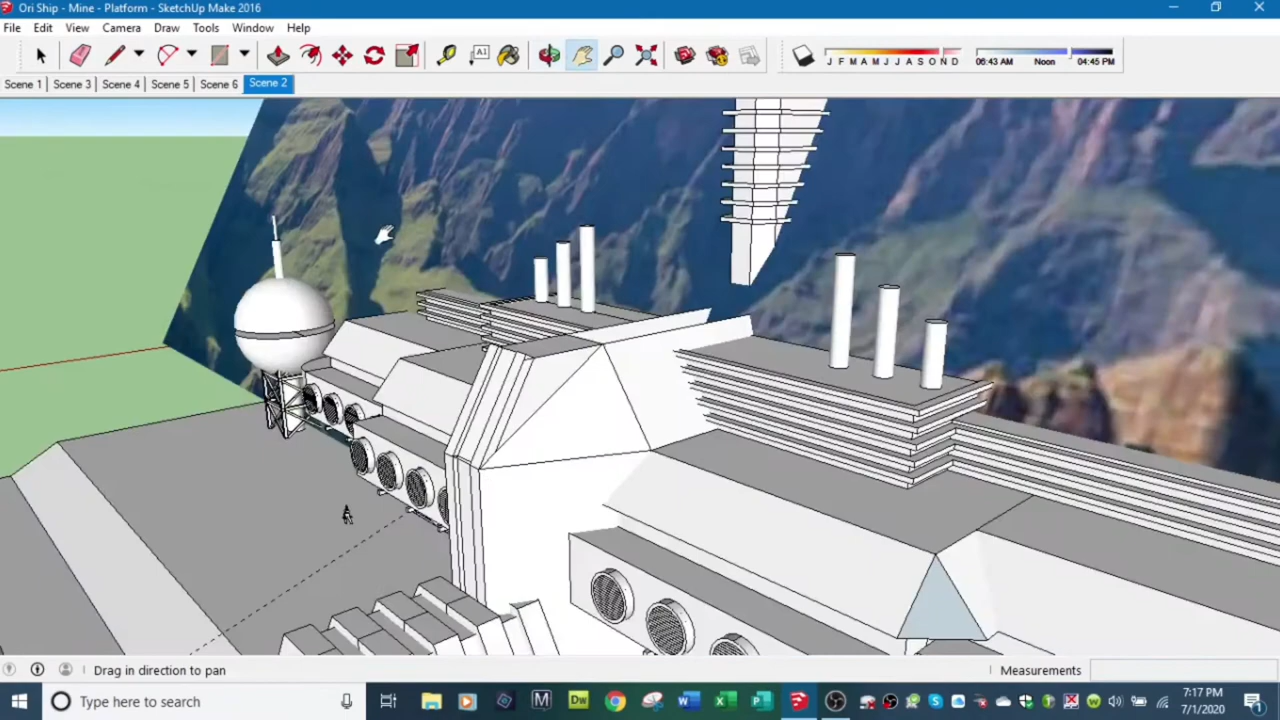 Ori Ship - Mine - Platform - SketchUp Make 2016
File Edit View Camera Draw Tools Window Help
A1
J F M A M J J A S O N D 06:43 AM Noon 04:45 PM
Scene 1 Scene 3 Scene 4 Scene 5 Scene 6 Scene 2
Drag in direction to pan
Measurements
Type here to search
M
Dw
7:17 PM
7/1/2020